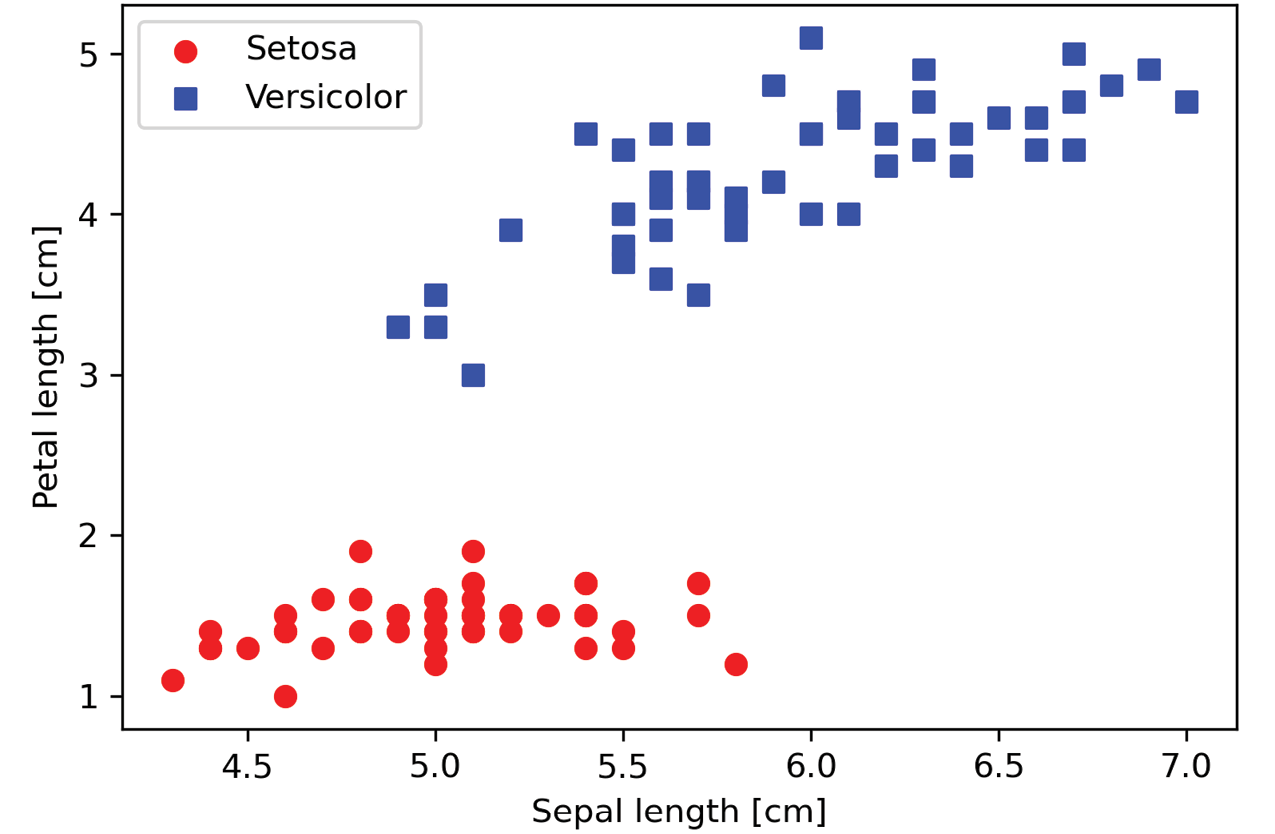 Setosa
Versicolor
5
4
3
2
1
Petal length [cm]
4.5 5.0 5.5 6.0 6.5 7.0
Sepal length [cm]